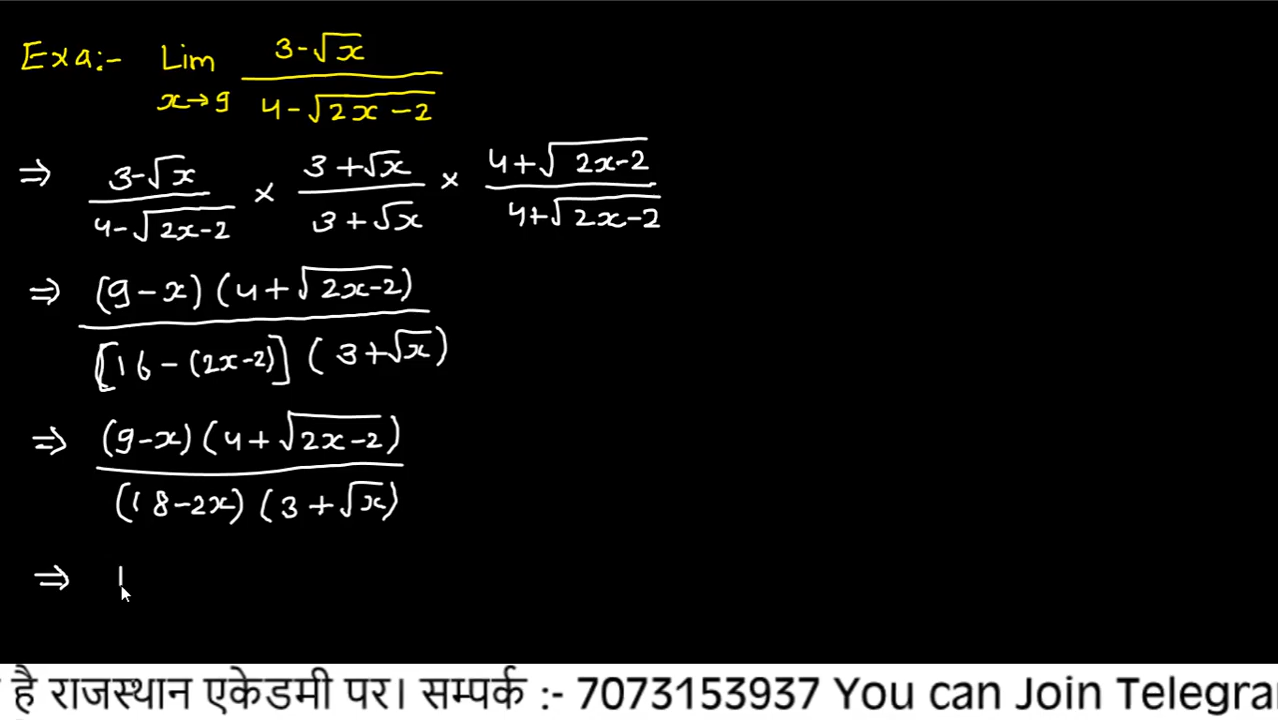 Exa:- Lim x→9 (3-√x)/(4-√(2x-2))
⇒ (3-√x)/(4-√(2x-2)) × (3+√x)/(3+√x) × (4+√(2x-2))/(4+√(2x-2))
⇒ (9-x)(4+√(2x-2)) / [16-(2x-2)](3+√x)
⇒ (9-x)(4+√(2x-2)) / (18-2x)(3+√x)
⇒ 1
है राजस्थान एकेडमी पर। सम्पर्क :- 7073153937 You can Join Telegra